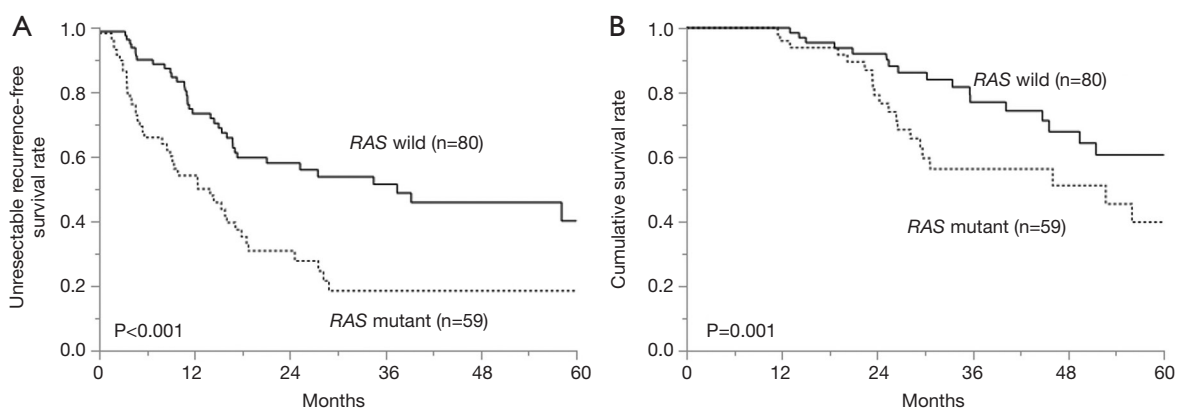 A
Unresectable recurrence-free
survival rate
1.0
0.8
0.6
0.4
0.2
0.0
RAS wild (n=80)
RAS mutant (n=59)
P<0.001
0 12 24 36 48 60
Months
B
Cumulative survival rate
1.0
0.8
0.6
0.4
0.2
0.0
RAS wild (n=80)
RAS mutant (n=59)
P=0.001
0 12 24 36 48 60
Months